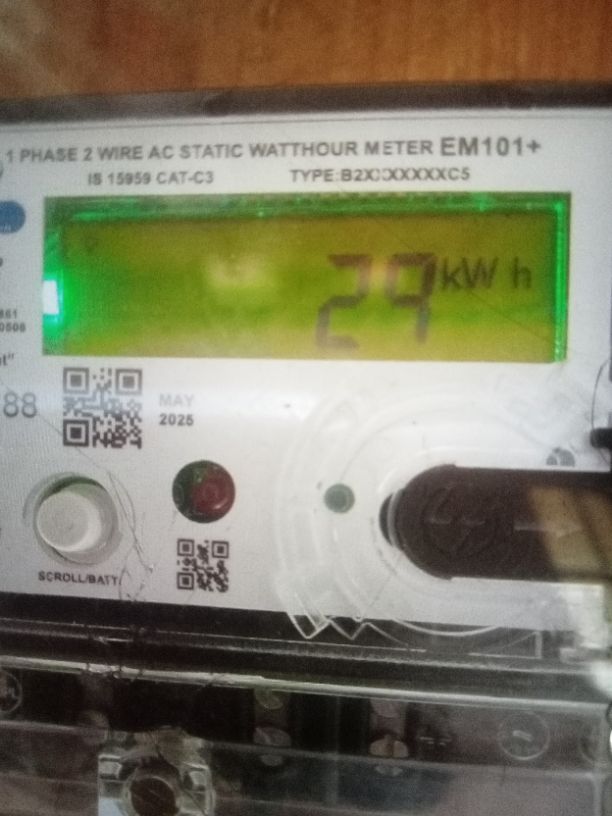 1 PHASE 2 WIRE AC STATIC WATTHOUR METER EM101+
IS 15959 CAT-C3 TYPE:B2XXXXXXXC5
29 kWh
88
MAY
2025
SCROLL/BATT